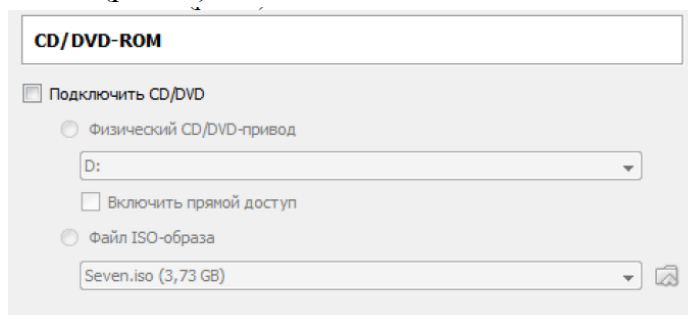 CD/DVD-ROM
Подключить CD/DVD
Физический CD/DVD-привод
D:
Включить прямой доступ
Файл ISO-образа
Seven.iso (3,73 GB)